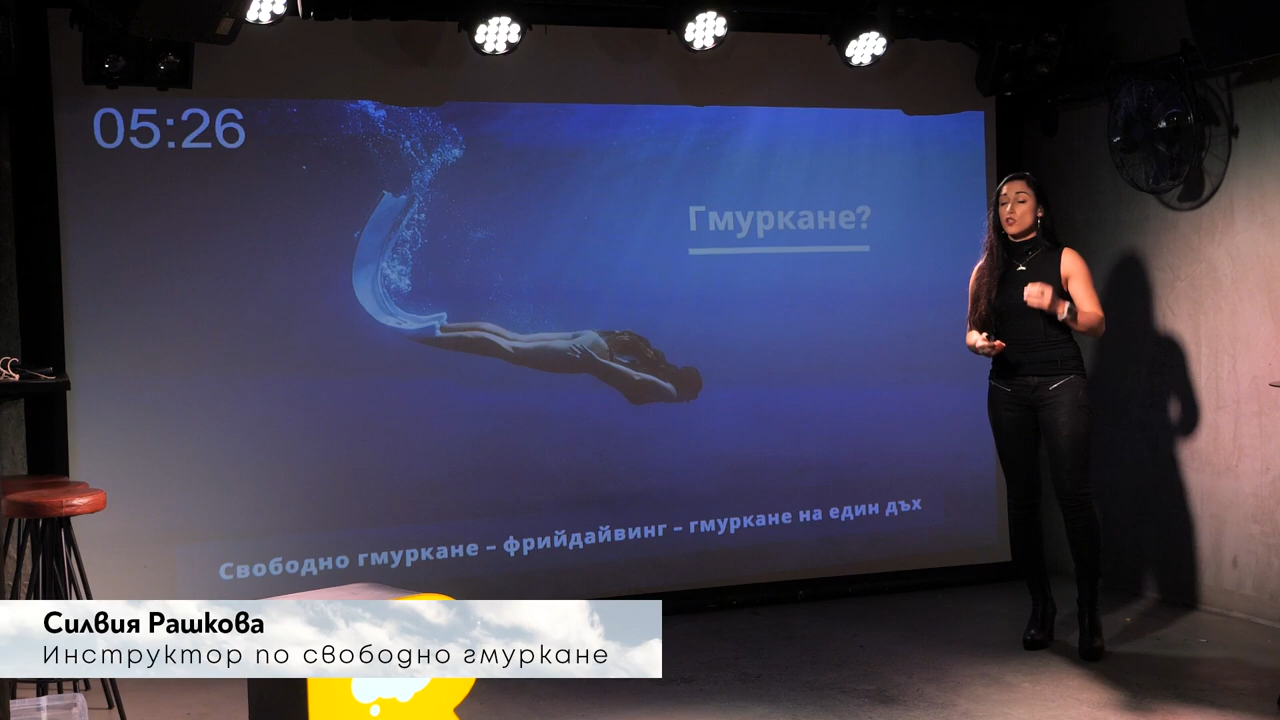 05:26
Гмуркане?
Свободно гмуркане – фрийдайвинг – гмуркане на един дъх
Силвия Рашкова
Инструктор по свободно гмуркане